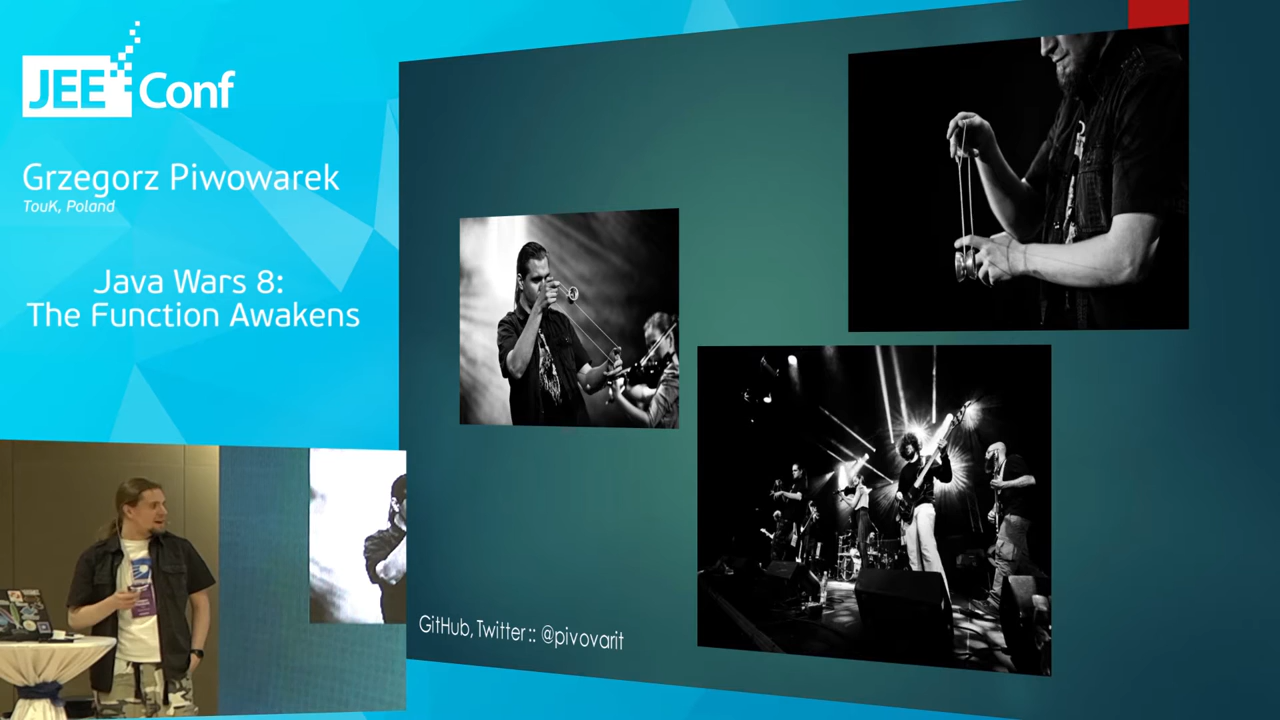 JEE Conf
Grzegorz Piwowarek
TouK, Poland
Java Wars 8:
The Function Awakens
GitHub, Twitter :: @pivovarit